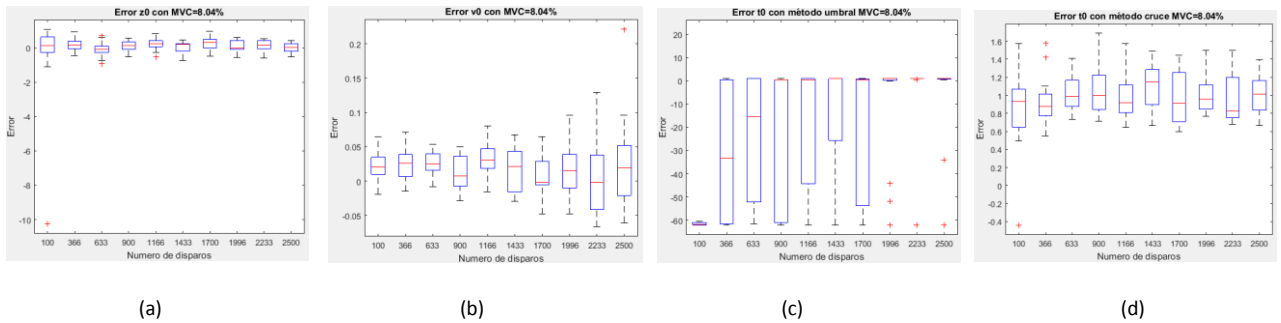 Error z0 con MVC=8.04%
0
-2
-4
-6
-8
-10
Error
100 366 633 900 1166 1433 1700 1996 2233 2500
Numero de disparos
(a)
Error v0 con MVC=8.04%
0.2
0.15
0.1
0.05
0
-0.05
Error
100 366 633 900 1166 1433 1700 1996 2233 2500
Numero de disparos
(b)
Error t0 con mètodo umbral MVC=8.04%
0
-10
-20
-30
-40
-50
-60
Error
100 366 633 900 1166 1433 1700 1996 2233 2500
Numero de disparos
(c)
Error t0 con mètodo cruce MVC=8.04%
1.6
1.4
1.2
1
0.8
0.6
0.4
0.2
0
-0.2
-0.4
Error
100 366 633 900 1166 1433 1700 1996 2233 2500
Numero de disparos
(d)